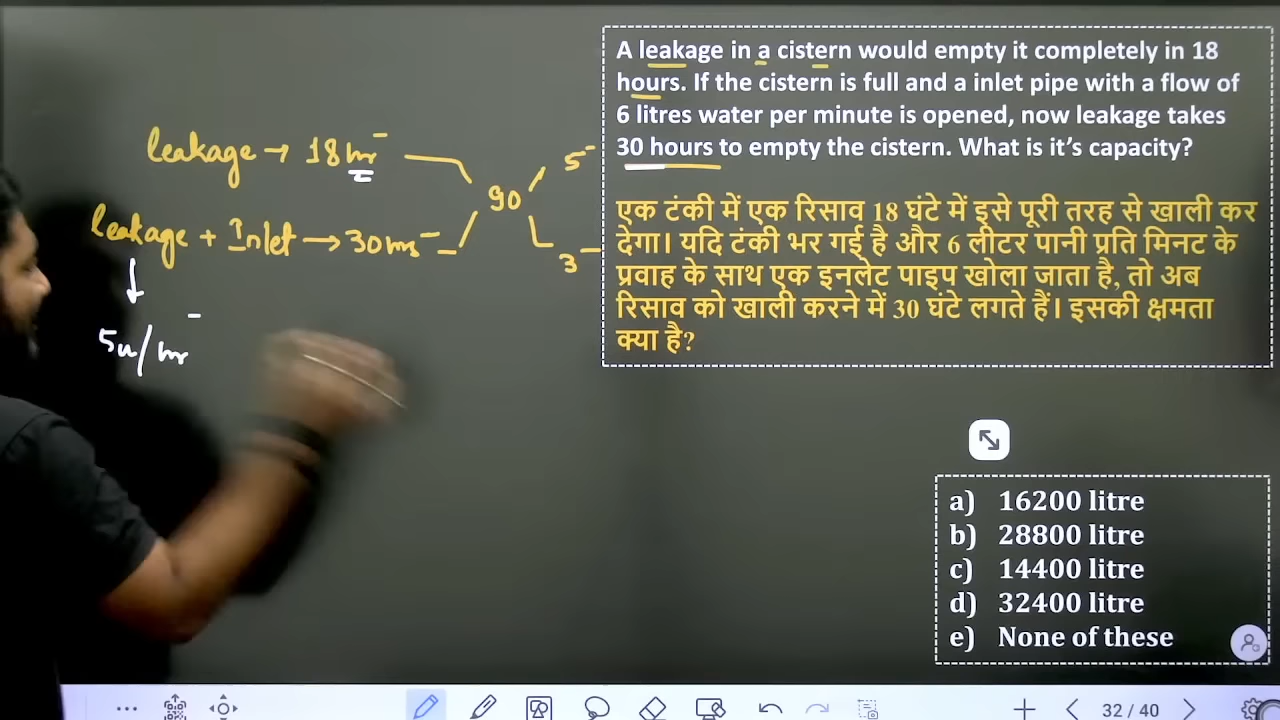 A leakage in a cistern would empty it completely in 18
hours. If the cistern is full and a inlet pipe with a flow of
6 litres water per minute is opened, now leakage takes
30 hours to empty the cistern. What is it's capacity?
एक टंकी में एक रिसाव 18 घंटे में इसे पूरी तरह से खाली कर
देगा। यदि टंकी भर गई है और 6 लीटर पानी प्रति मिनट के
प्रवाह के साथ एक इनलेट पाइप खोला जाता है, तो अब
रिसाव को खाली करने में 30 घंटे लगते हैं। इसकी क्षमता
क्या है?
leakage → 18 hr⁻
90
5⁻
leakage + Inlet → 30 hrs⁻
3⁻
5u/hr⁻
a) 16200 litre
b) 28800 litre
c) 14400 litre
d) 32400 litre
e) None of these
32 / 40